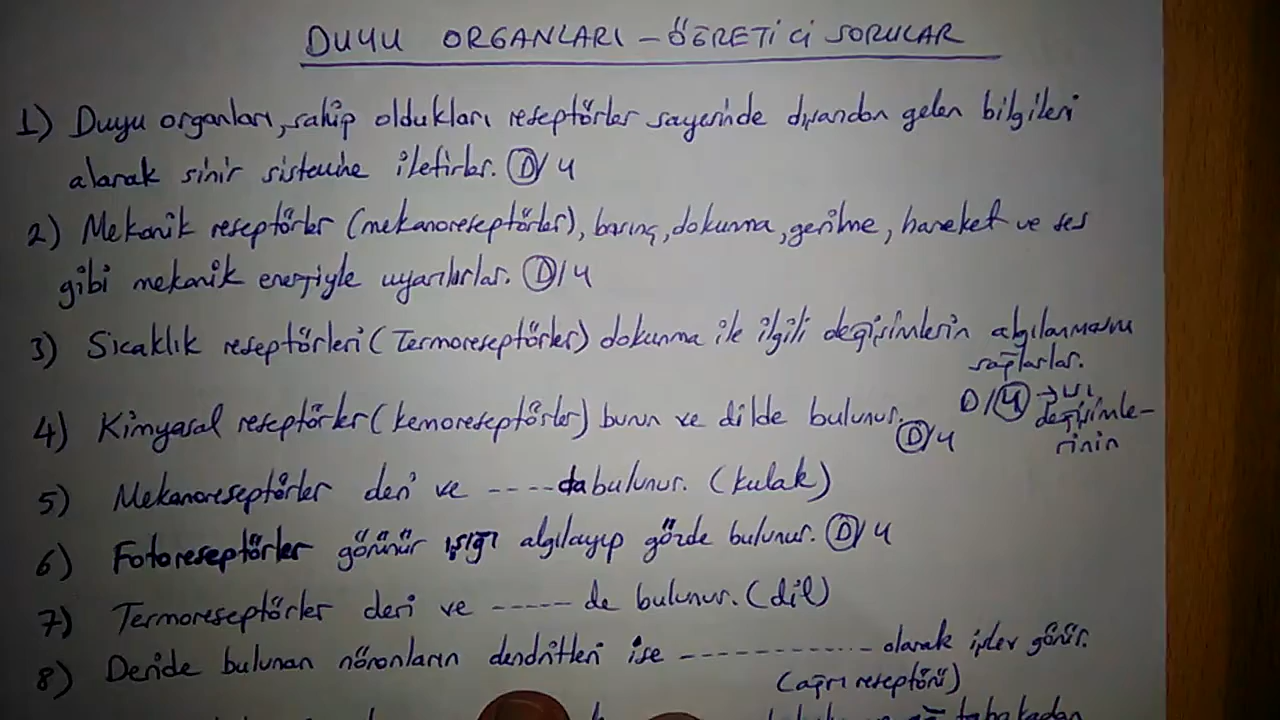 DUYU ORGANLARI - ÖĞRETİCİ SORULAR
1) Duyu organları, sahip oldukları reseptörler sayesinde dışarıdan gelen bilgileri
alarak sinir sistemine iletirler. D/Y
2) Mekanik reseptörler (mekanoreseptörler), basınç, dokunma, gerilme, hareket ve ses
gibi mekanik enerjiyle uyarılırlar. D/Y
3) Sıcaklık reseptörleri (Termoreseptörler) dokunma ile ilgili değişimlerin algılanmasını
sağlarlar.
D/Y → ısı
değişimle-
rinin
4) Kimyasal reseptörler (kemoreseptörler) burun ve dilde bulunur. D/Y
5) Mekanoreseptörler deri ve ---- da bulunur. (kulak)
6) Fotoreseptörler görünür ışığı algılayıp gözde bulunur. D/Y
7) Termoreseptörler deri ve ----- de bulunur. (dil)
8) Deride bulunan nöronların dendritleri ise ------------ olarak işlev görür.
(ağrı reseptörü)
tabakadan